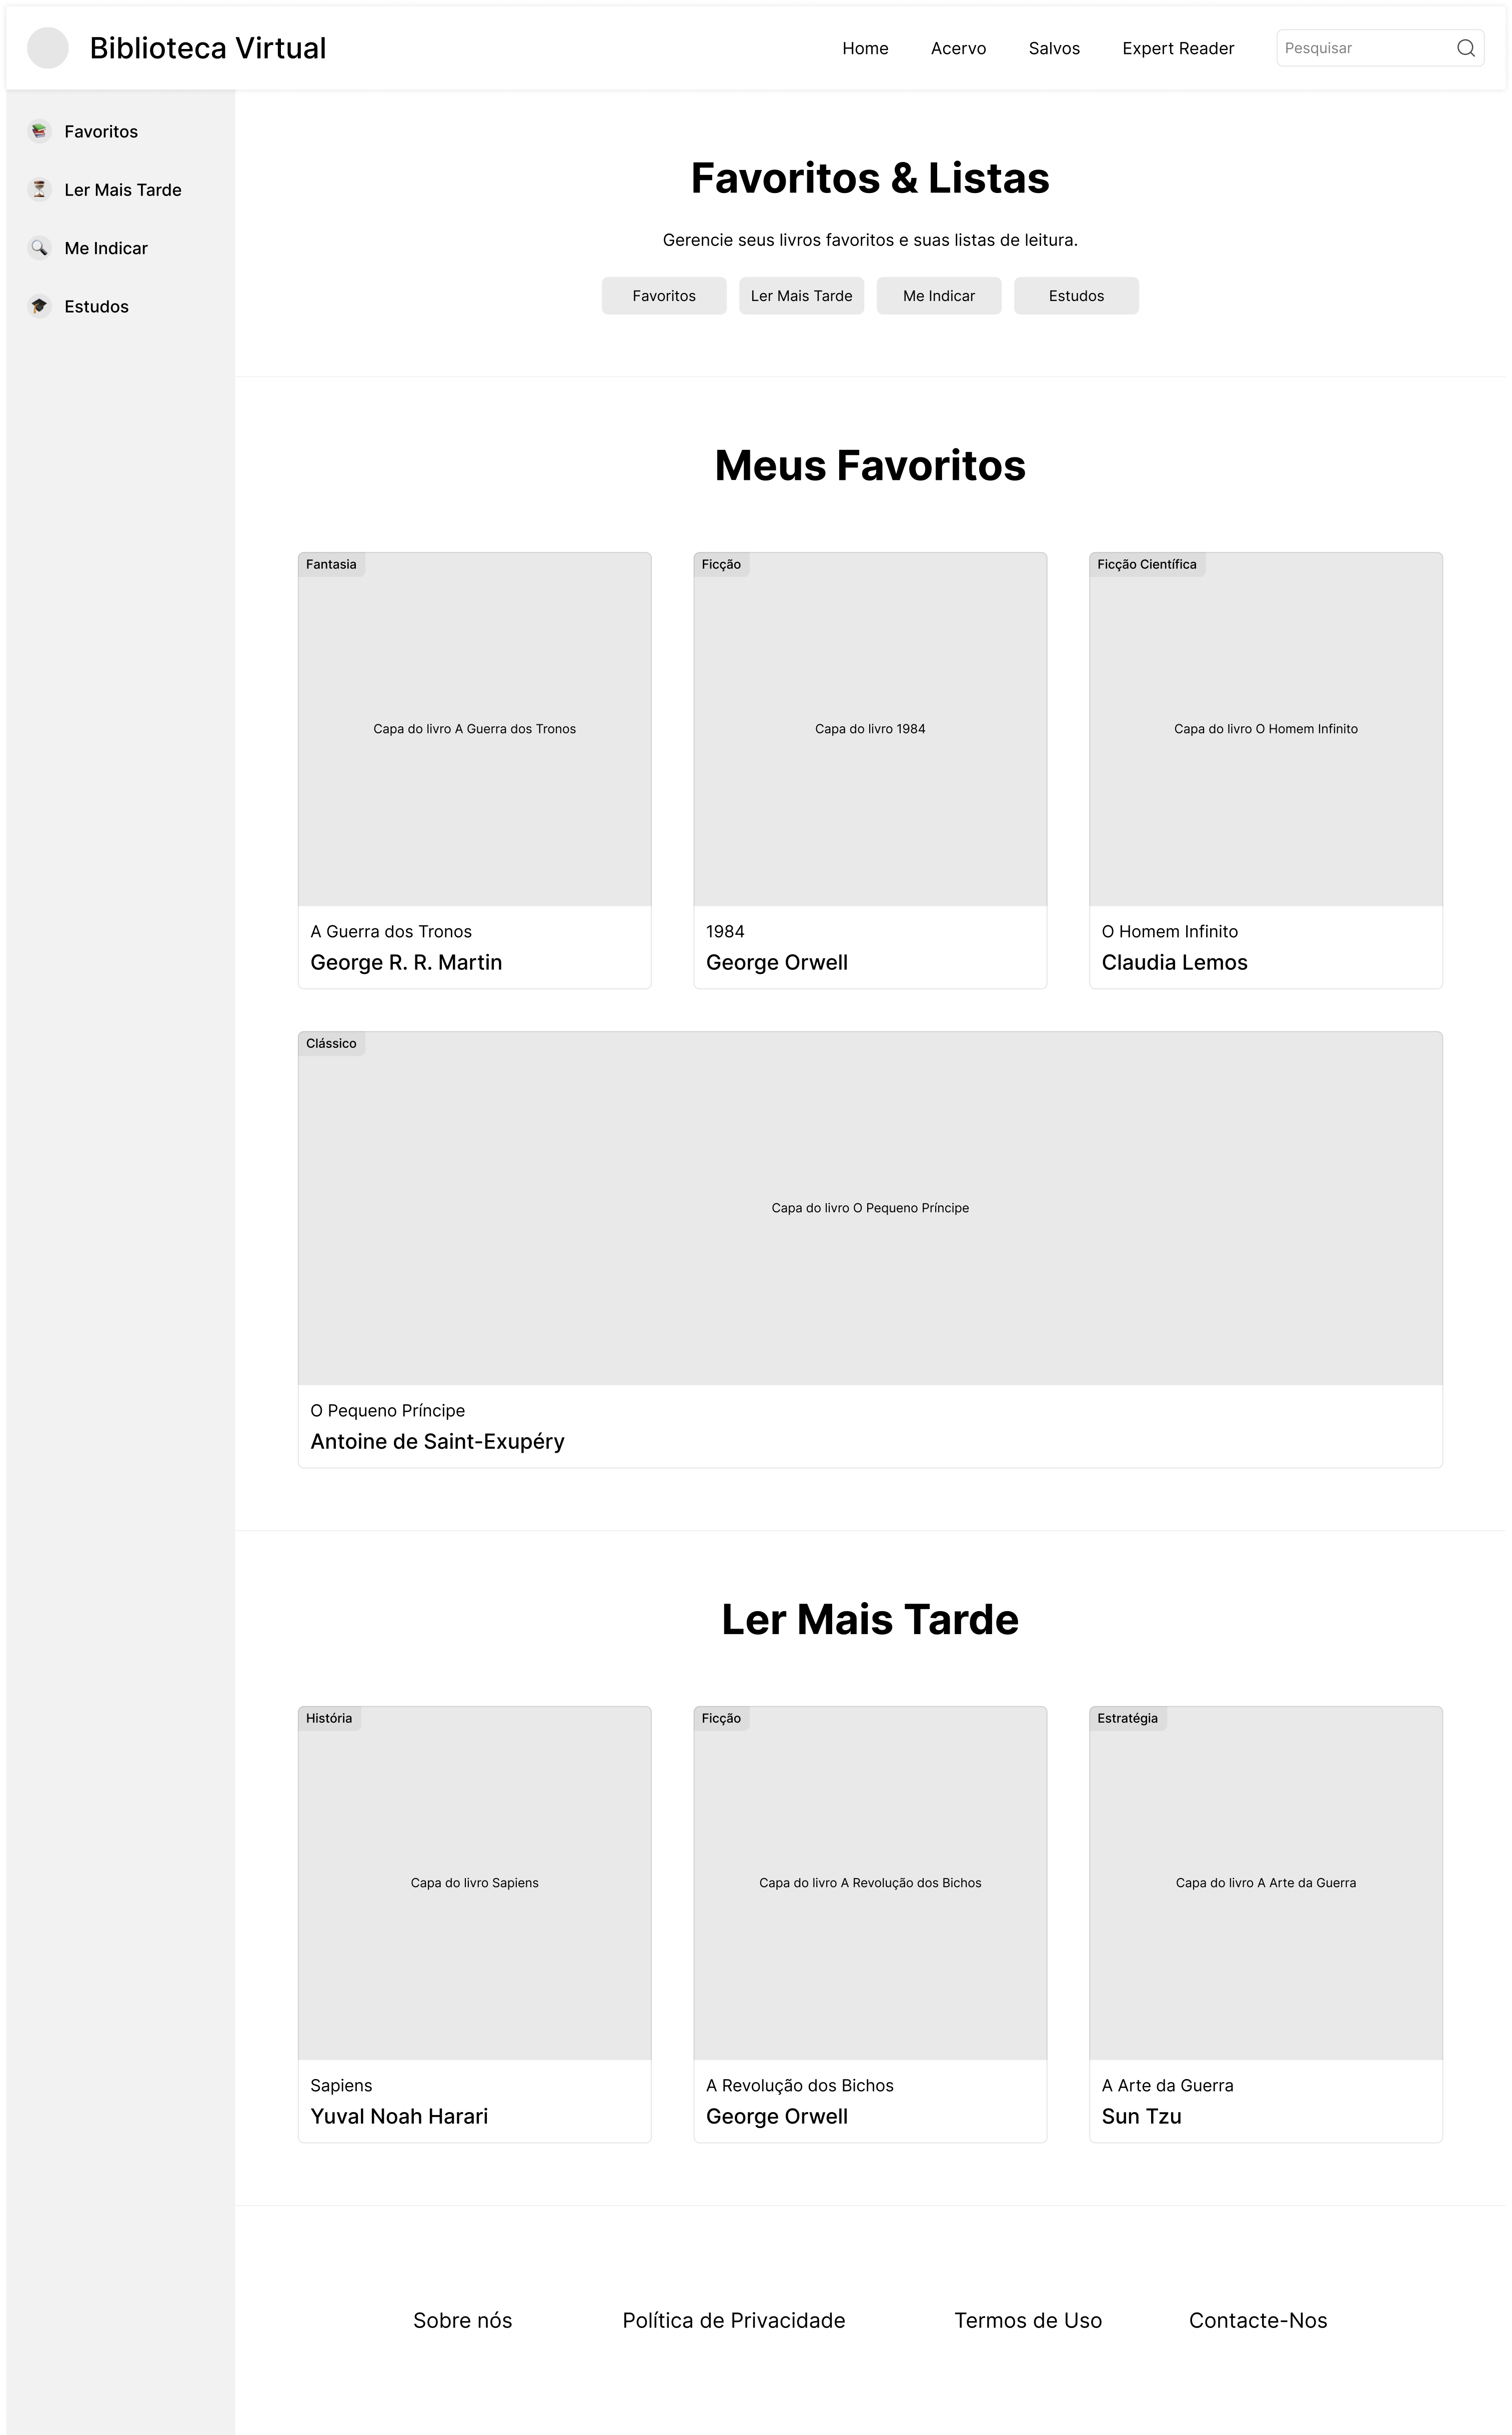 Biblioteca Virtual
Home
Acervo
Salvos
Expert Reader
Pesquisar
Favoritos
Ler Mais Tarde
Me Indicar
Estudos
Favoritos & Listas
Gerencie seus livros favoritos e suas listas de leitura.
Favoritos
Ler Mais Tarde
Me Indicar
Estudos
Meus Favoritos
Fantasia
Capa do livro A Guerra dos Tronos
A Guerra dos Tronos
George R. R. Martin
Ficção
Capa do livro 1984
1984
George Orwell
Ficção Científica
Capa do livro O Homem Infinito
O Homem Infinito
Claudia Lemos
Clássico
Capa do livro O Pequeno Príncipe
O Pequeno Príncipe
Antoine de Saint-Exupéry
Ler Mais Tarde
História
Capa do livro Sapiens
Sapiens
Yuval Noah Harari
Ficção
Capa do livro A Revolução dos Bichos
A Revolução dos Bichos
George Orwell
Estratégia
Capa do livro A Arte da Guerra
A Arte da Guerra
Sun Tzu
Sobre nós
Política de Privacidade
Termos de Uso
Contacte-Nos